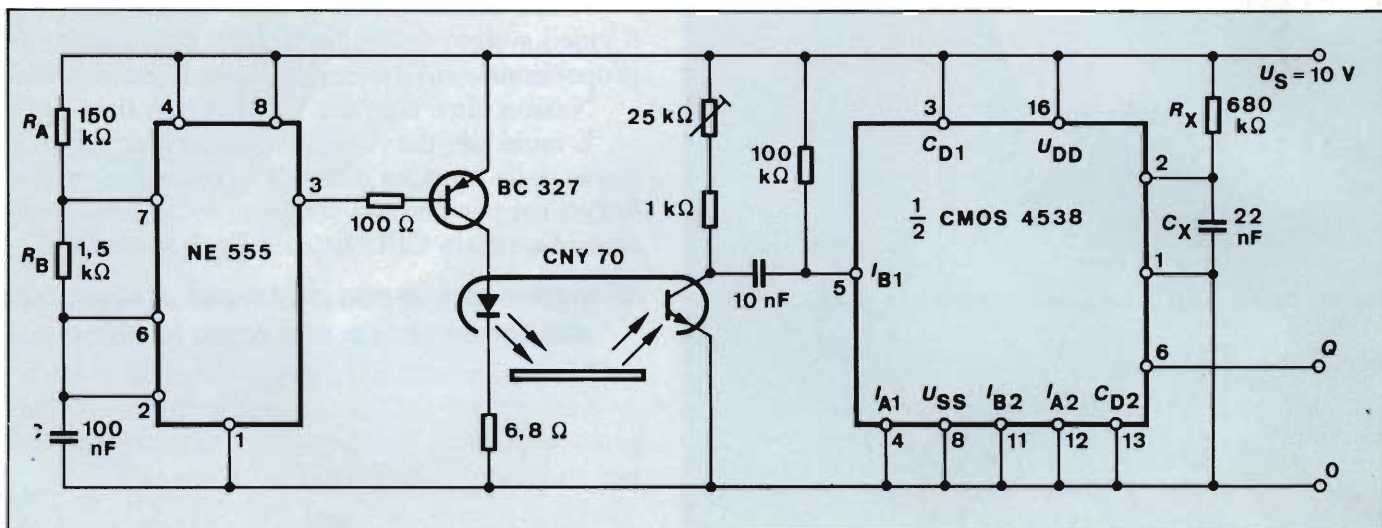 U_S = 10 V
R_A
150
kΩ
4
8
7
3
R_B
1,5
kΩ
NE 555
6
2
100
nF
1
100 Ω
BC 327
CNY 70
6,8 Ω
25 kΩ
1 kΩ
100
kΩ
10 nF
3
C_D1
16
U_DD
R_X
680
kΩ
2
1/2 CMOS 4538
C_X
22
nF
5
I_B1
1
6
Q
I_A1
U_SS
I_B2
I_A2
C_D2
4
8
11
12
13
0